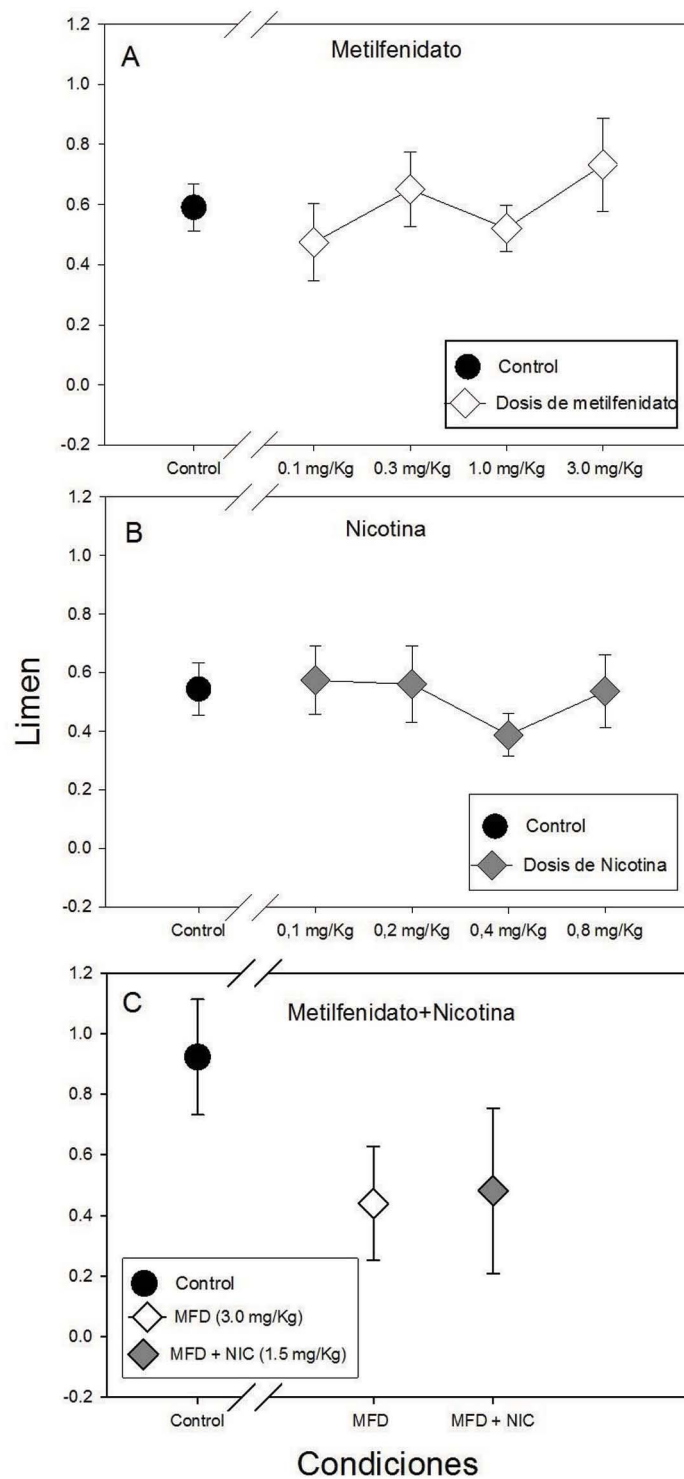 A
Metilfenidato
1.2
1.0
0.8
0.6
0.4
0.2
0.0
-0.2
Control
Dosis de metilfenidato
Control 0.1 mg/Kg 0.3 mg/Kg 1.0 mg/Kg 3.0 mg/Kg
B
Nicotina
1.2
1.0
0.8
0.6
0.4
0.2
0.0
-0.2
Limen
Control
Dosis de Nicotina
Control 0,1 mg/Kg 0,2 mg/Kg 0,4 mg/Kg 0,8 mg/Kg
C
Metilfenidato+Nicotina
1.2
1.0
0.8
0.6
0.4
0.2
0.0
-0.2
Control
MFD (3.0 mg/Kg)
MFD + NIC (1.5 mg/Kg)
Control MFD MFD + NIC
Condiciones